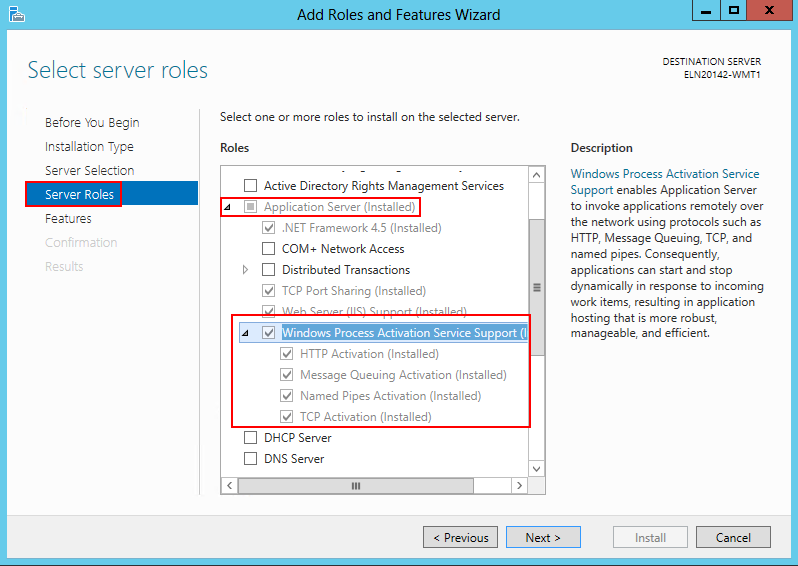 Add Roles and Features Wizard
Select server roles
DESTINATION SERVER
ELN20142-WMT1
Before You Begin
Installation Type
Server Selection
Server Roles
Features
Confirmation
Results
Select one or more roles to install on the selected server.
Roles
Active Directory Rights Management Services
Application Server (Installed)
.NET Framework 4.5 (Installed)
COM+ Network Access
Distributed Transactions
TCP Port Sharing (Installed)
Web Server (IIS) Support (Installed)
Windows Process Activation Service Support (I
HTTP Activation (Installed)
Message Queuing Activation (Installed)
Named Pipes Activation (Installed)
TCP Activation (Installed)
DHCP Server
DNS Server
Description
Windows Process Activation Service
Support enables Application Server
to invoke applications remotely over
the network using protocols such as
HTTP, Message Queuing, TCP, and
named pipes. Consequently,
applications can start and stop
dynamically in response to incoming
work items, resulting in application
hosting that is more robust,
manageable, and efficient.
< Previous
Next >
Install
Cancel